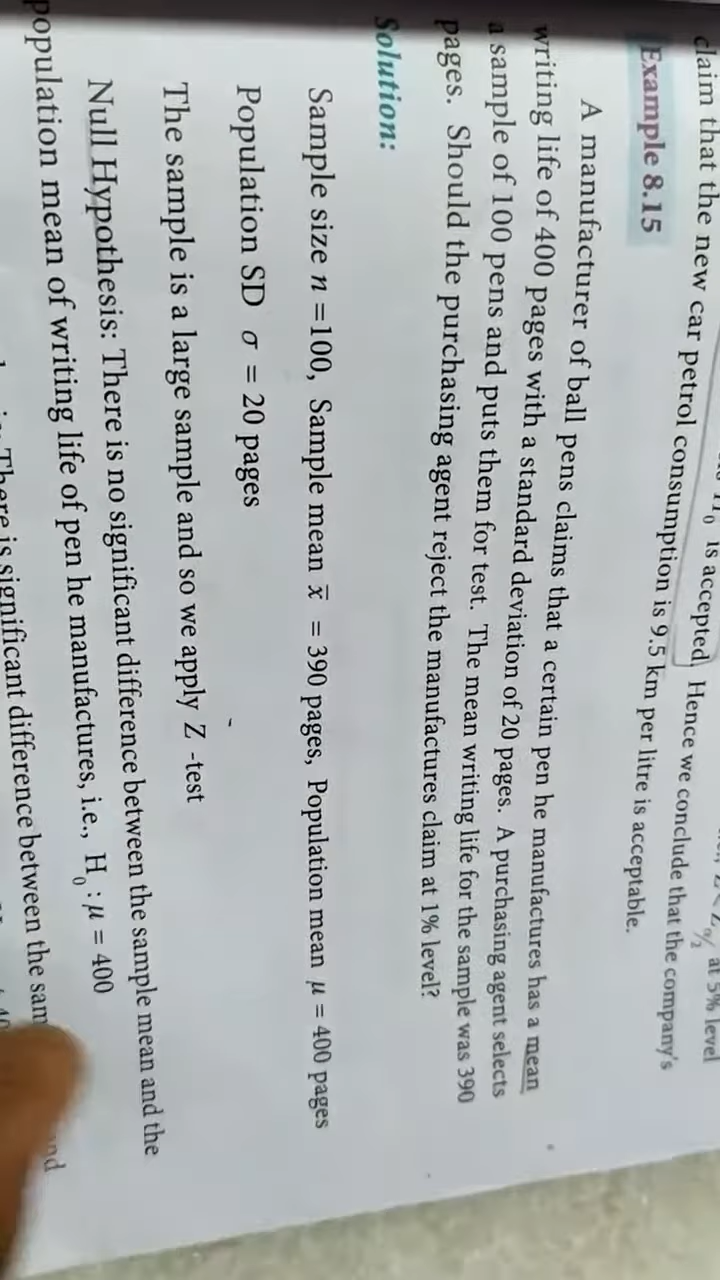 H0 is accepted, Hence we conclude that the company's
claim that the new car petrol consumption is 9.5 km per litre is acceptable.
at 5% level
Example 8.15
A manufacturer of ball pens claims that a certain pen he manufactures has a mean
writing life of 400 pages with a standard deviation of 20 pages. A purchasing agent selects
a sample of 100 pens and puts them for test. The mean writing life for the sample was 390
pages. Should the purchasing agent reject the manufactures claim at 1% level?
Solution:
Sample size n =100, Sample mean x̄ = 390 pages, Population mean μ = 400 pages
Population SD σ = 20 pages
The sample is a large sample and so we apply Z -test
Null Hypothesis: There is no significant difference between the sample mean and the
population mean of writing life of pen he manufactures, i.e., H₀ : μ = 400
There is significant difference between the